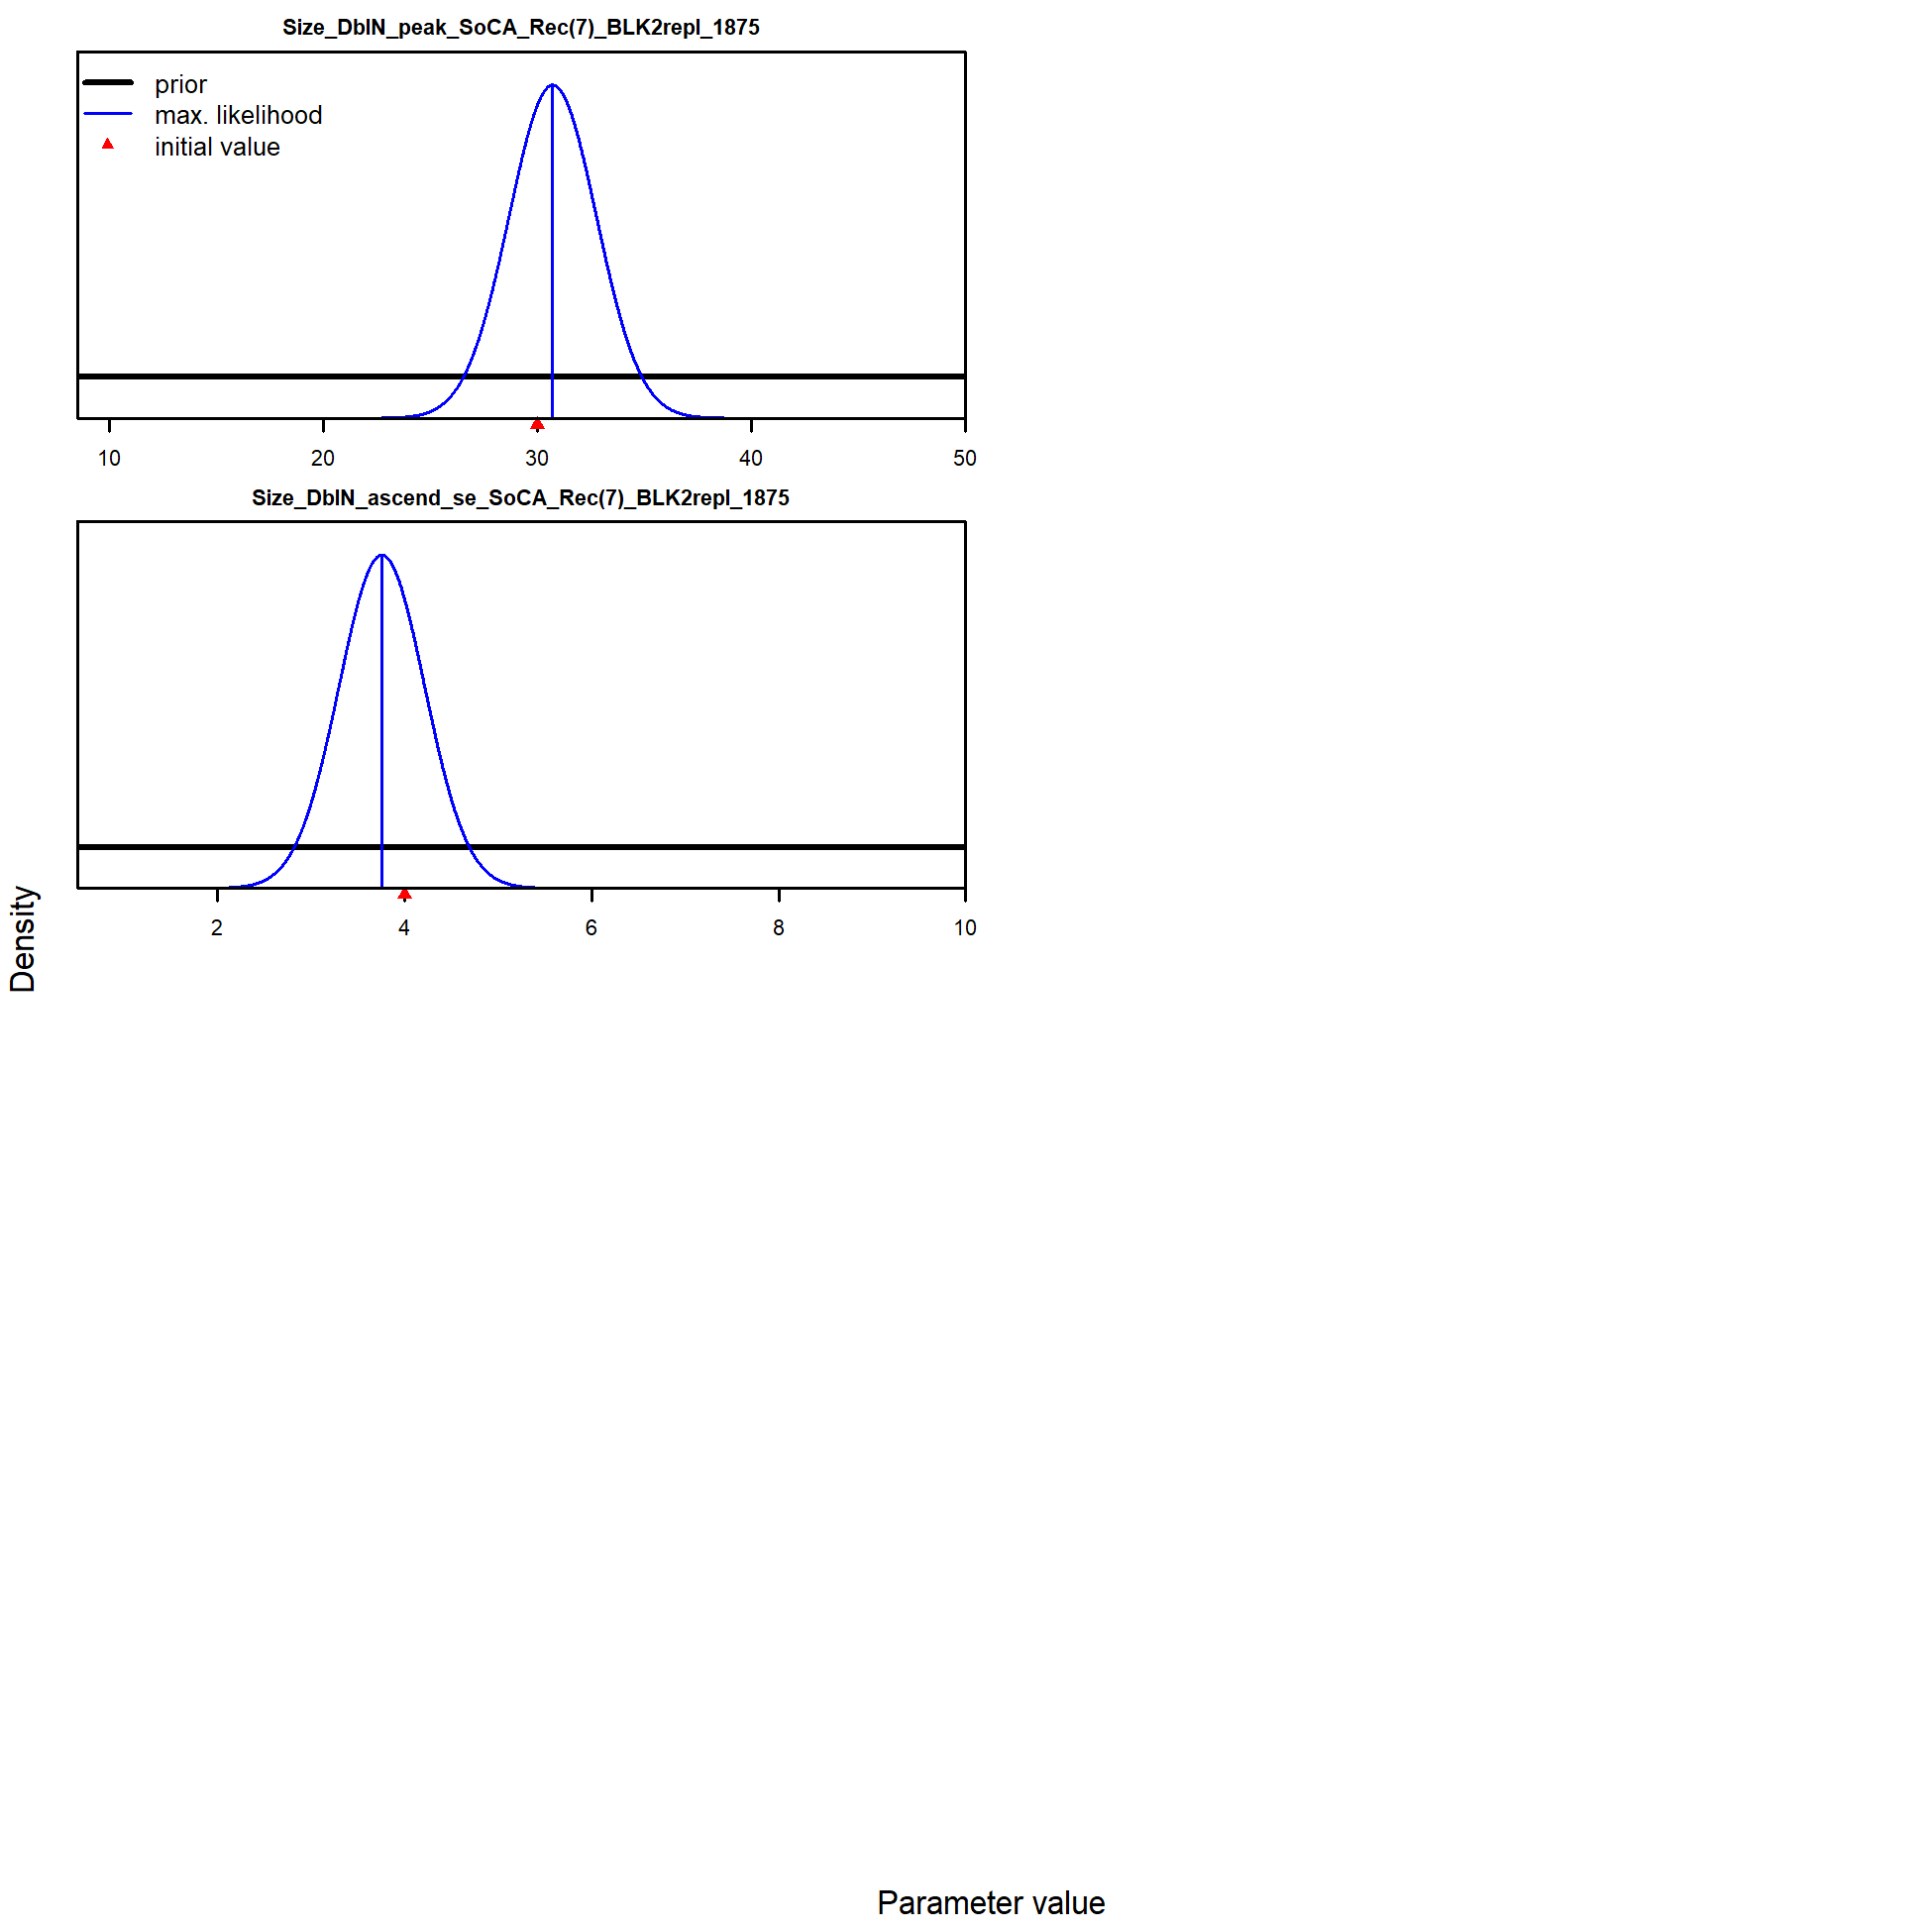 Size_DblN_peak_SoCA_Rec(7)_BLK2repl_1875
prior
max. likelihood
initial value
10 20 30 40 50
Size_DblN_ascend_se_SoCA_Rec(7)_BLK2repl_1875
2 4 6 8 10
Density
Parameter value